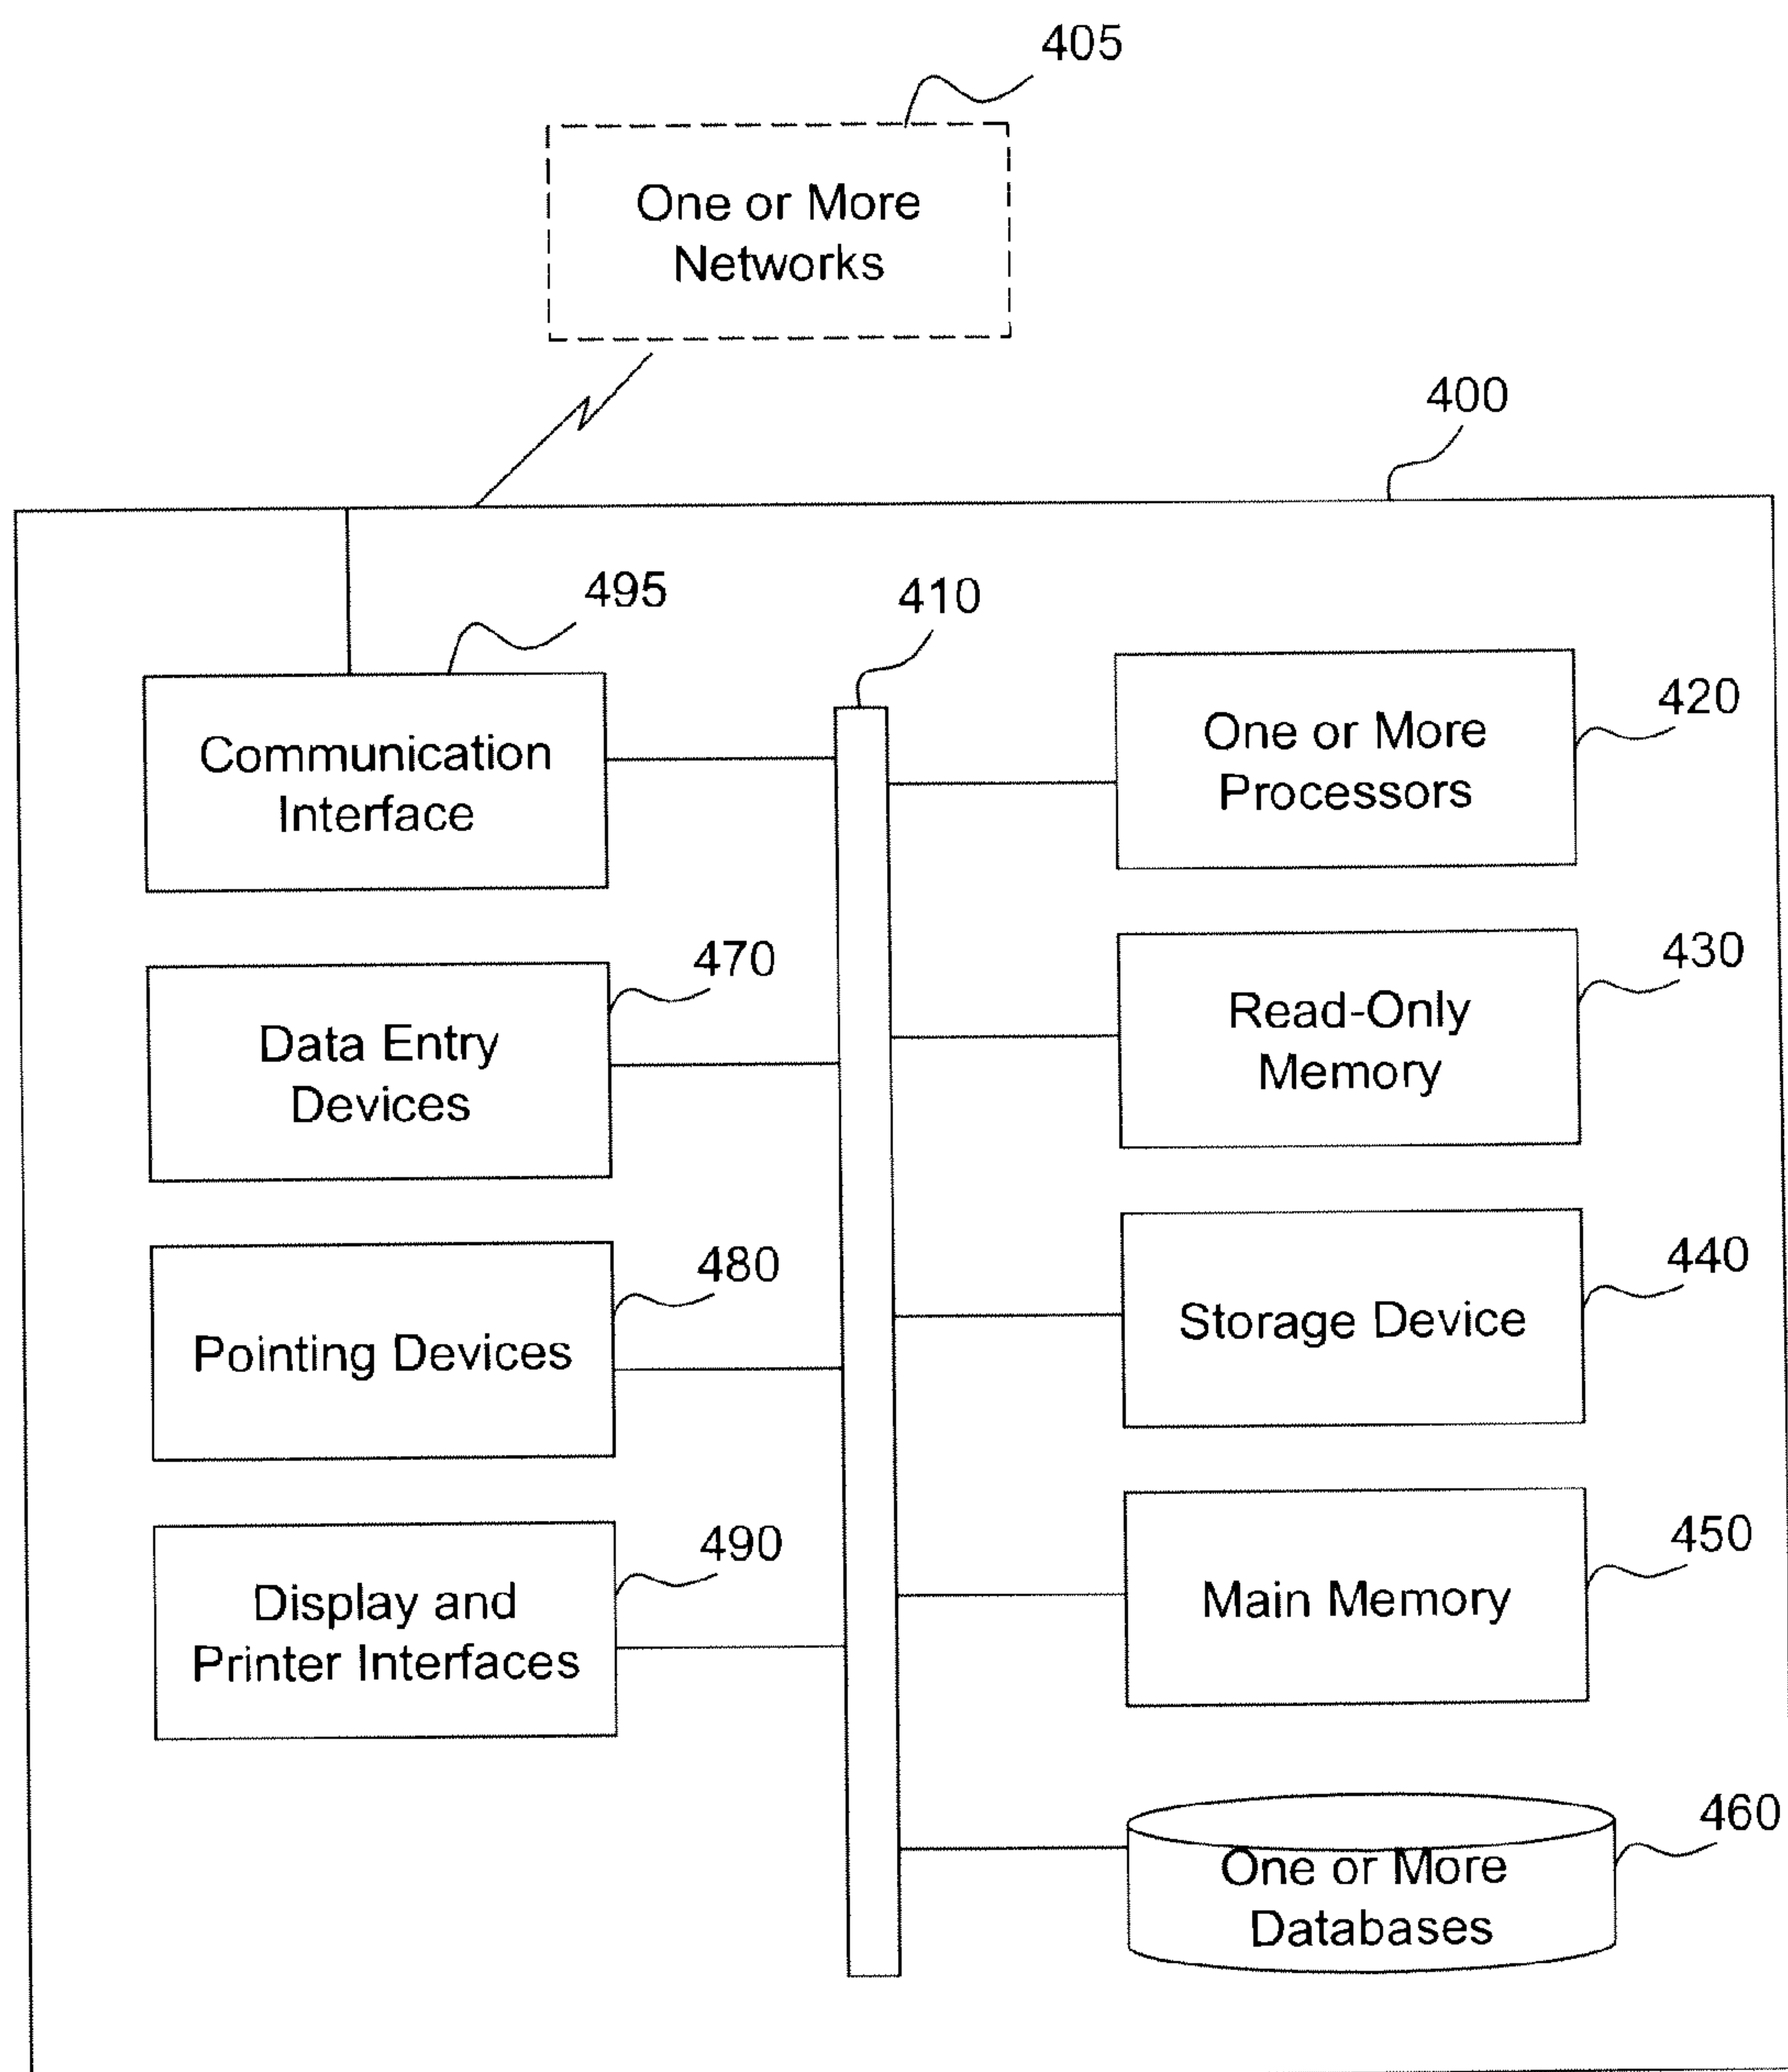 405
One or More
Networks
400
495
410
Communication
Interface
One or More
Processors
420
470
Data Entry
Devices
Read-Only
Memory
430
480
Pointing Devices
Storage Device
440
490
Display and
Printer Interfaces
Main Memory
450
460
One or More
Databases